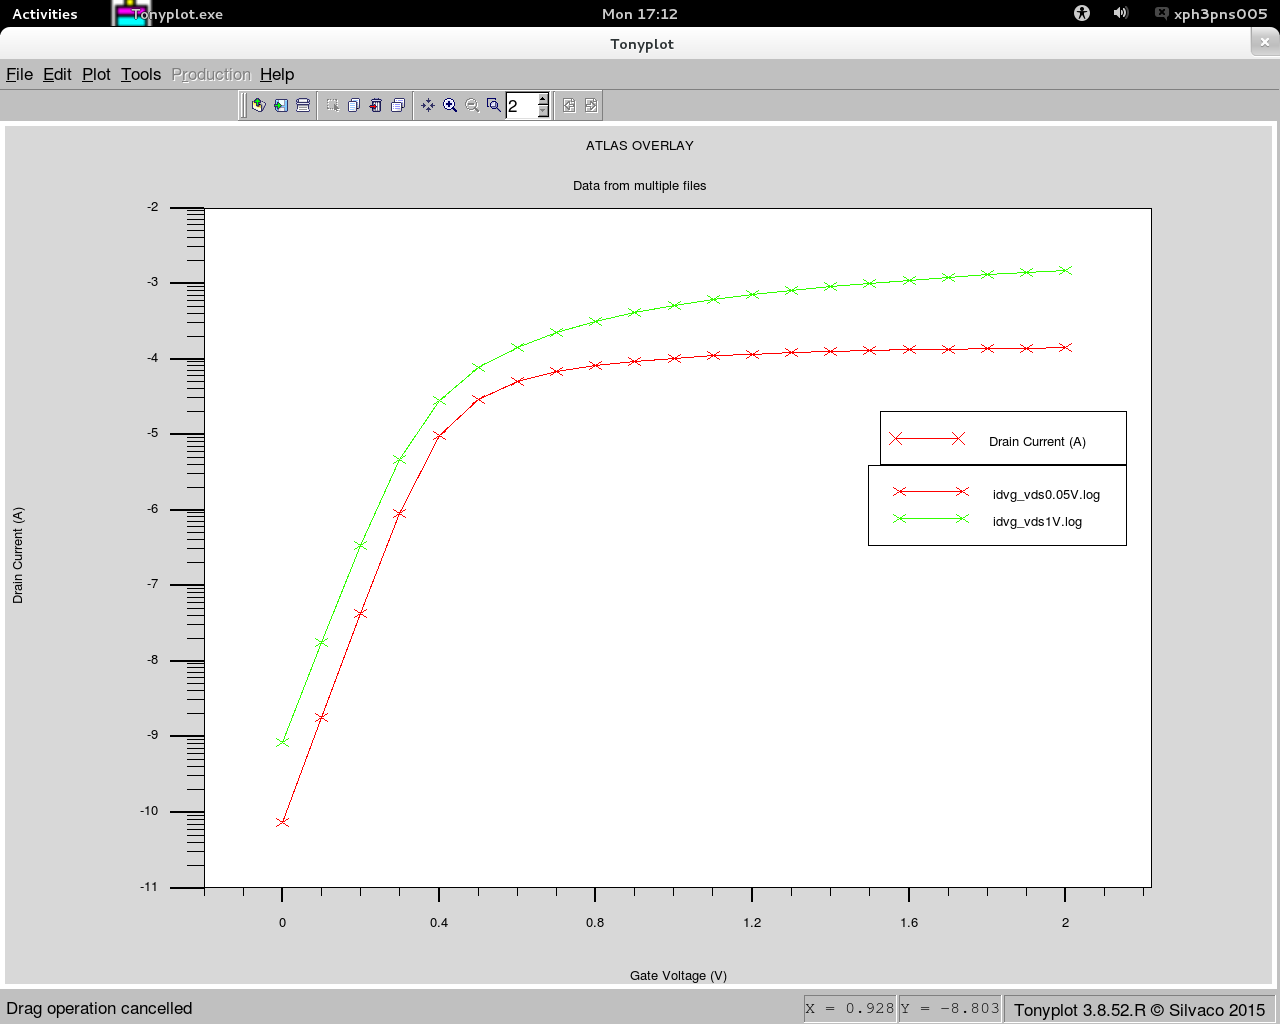 Activities Tonyplot.exe Mon 17:12 xph3pns005
Tonyplot
File Edit Plot Tools Production Help
2
ATLAS OVERLAY
Data from multiple files
-2
-3
-4
-5
-6
-7
-8
-9
-10
-11
Drain Current (A)
Drain Current (A)
idvg_vds0.05V.log
idvg_vds1V.log
0 0.4 0.8 1.2 1.6 2
Gate Voltage (V)
Drag operation cancelled X = 0.928 Y = -8.803 Tonyplot 3.8.52.R © Silvaco 2015